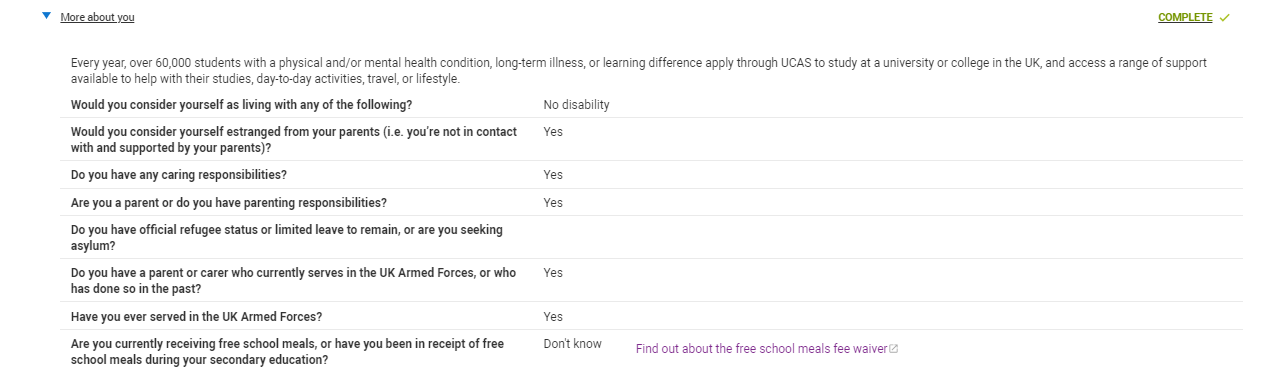 More about you COMPLETE
Every year, over 60,000 students with a physical and/or mental health condition, long-term illness, or learning difference apply through UCAS to study at a university or college in the UK, and access a range of support
available to help with their studies, day-to-day activities, travel, or lifestyle.
Would you consider yourself as living with any of the following? No disability
Would you consider yourself estranged from your parents (i.e. you're not in contact Yes
with and supported by your parents)?
Do you have any caring responsibilities? Yes
Are you a parent or do you have parenting responsibilities? Yes
Do you have official refugee status or limited leave to remain, or are you seeking
asylum?
Do you have a parent or carer who currently serves in the UK Armed Forces, or who Yes
has done so in the past?
Have you ever served in the UK Armed Forces? Yes
Are you currently receiving free school meals, or have you been in receipt of free Don't know Find out about the free school meals fee waiver
school meals during your secondary education?